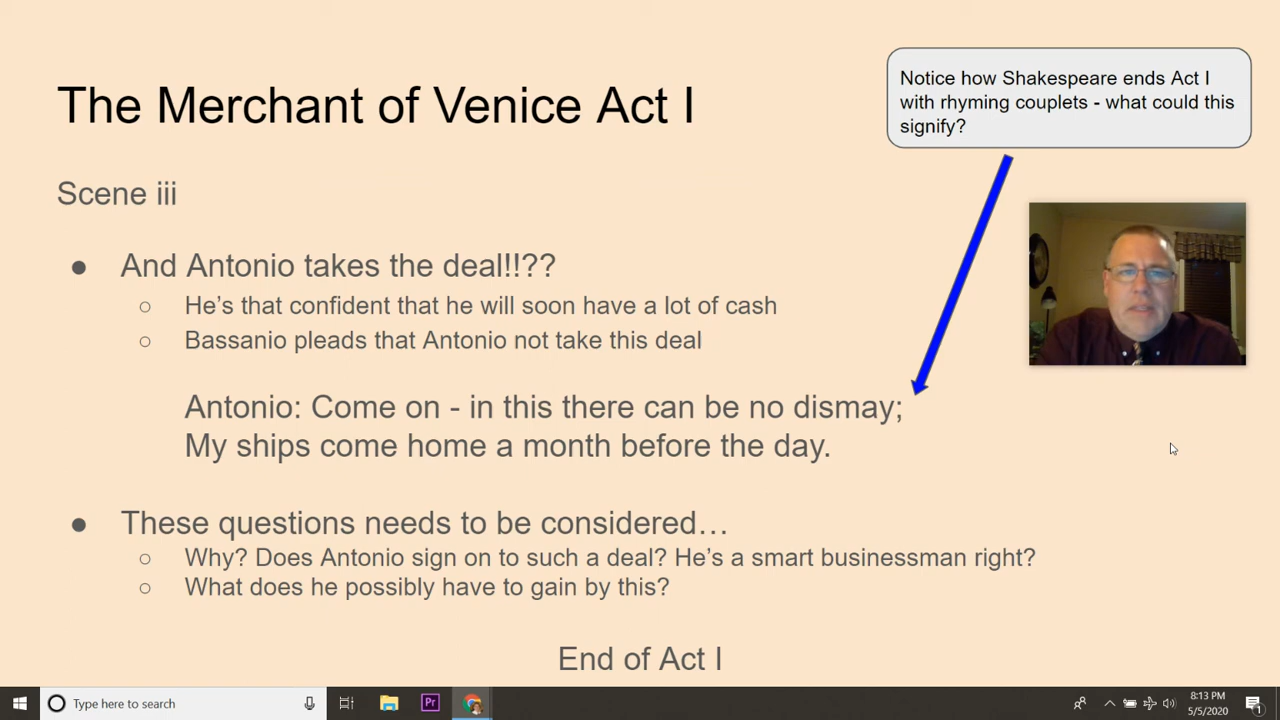 The Merchant of Venice Act I
Notice how Shakespeare ends Act I
with rhyming couplets - what could this
signify?
Scene iii
● And Antonio takes the deal!!??
○ He's that confident that he will soon have a lot of cash
○ Bassanio pleads that Antonio not take this deal
Antonio: Come on - in this there can be no dismay;
My ships come home a month before the day.
● These questions needs to be considered…
○ Why? Does Antonio sign on to such a deal? He's a smart businessman right?
○ What does he possibly have to gain by this?
End of Act I
Type here to search
Pr
8:13 PM
5/5/2020
1